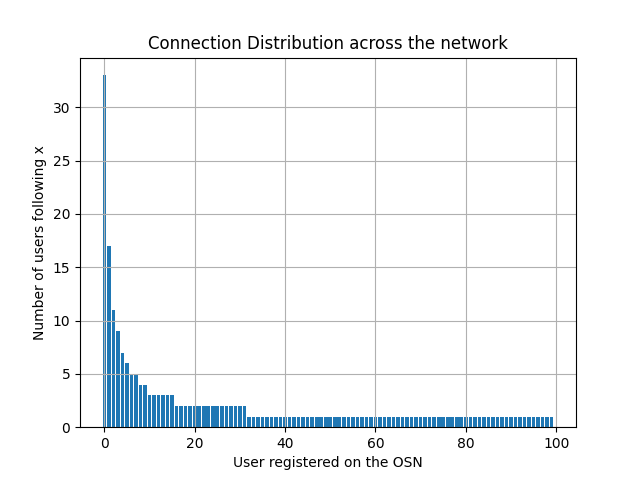 Connection Distribution across the network
Number of users following x
30
25
20
15
10
5
0
0 20 40 60 80 100
User registered on the OSN